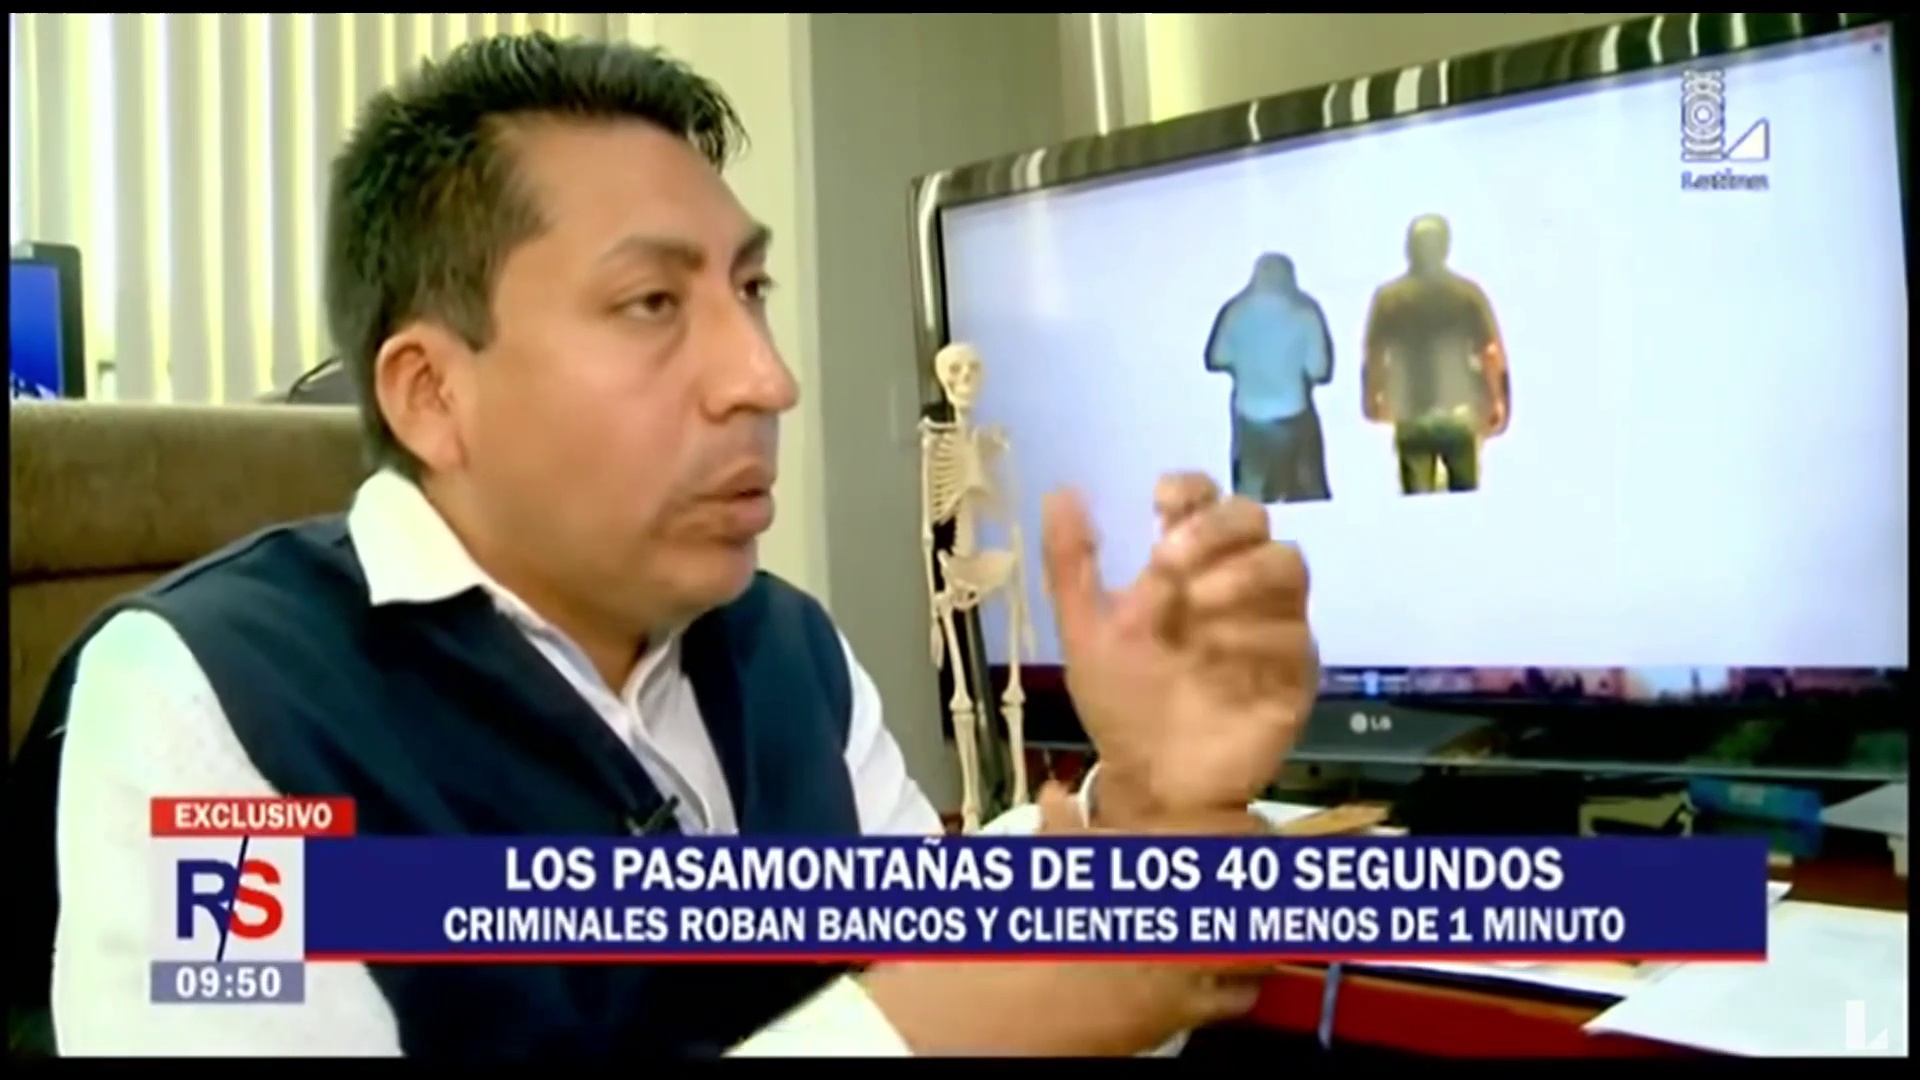 Latina
LG
EXCLUSIVO
RS
LOS PASAMONTAÑAS DE LOS 40 SEGUNDOS
CRIMINALES ROBAN BANCOS Y CLIENTES EN MENOS DE 1 MINUTO
09:50